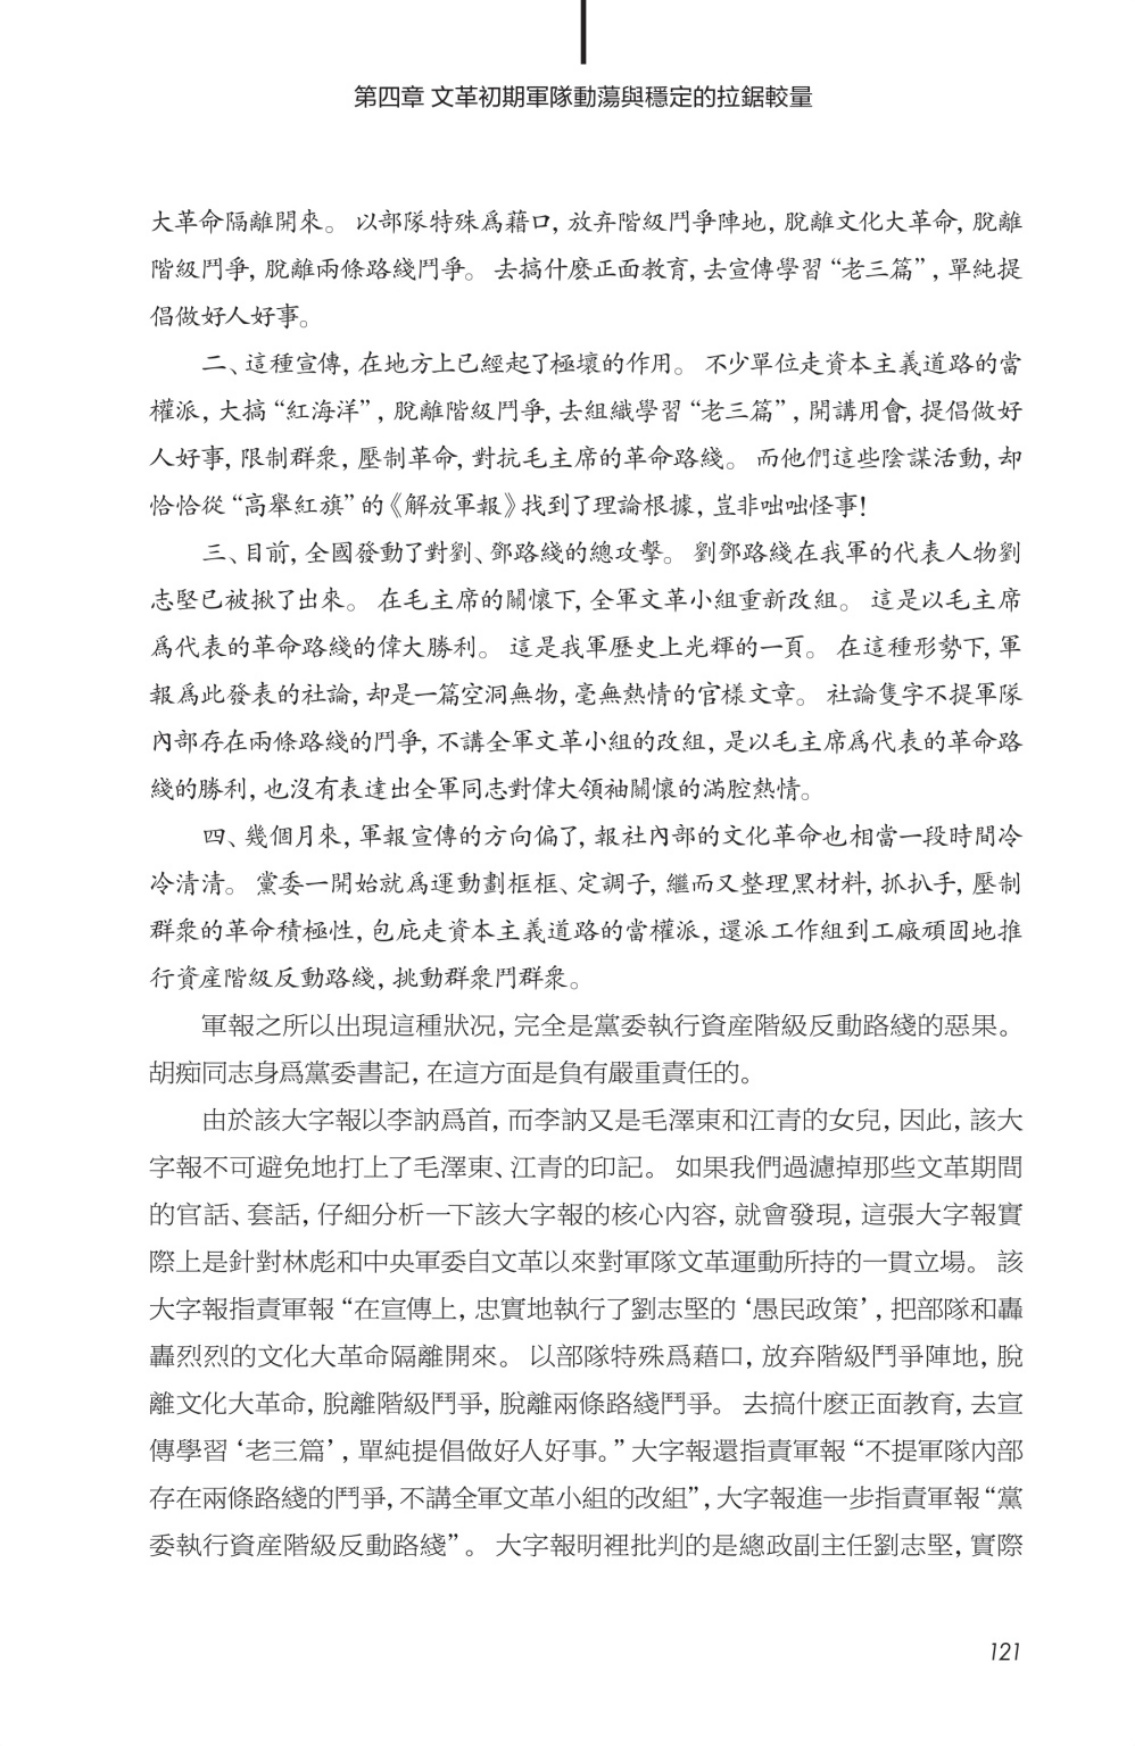 第四章 文革初期軍隊動蕩與穩定的拉鋸較量
大革命隔離開來。 以部隊特殊爲藉口, 放弃階級鬥爭陣地, 脫離文化大革命, 脫離
階級鬥爭, 脫離兩條路綫鬥爭。 去搞什麽正面教育, 去宣傳學習“老三篇”, 單純提
倡做好人好事。
二、這種宣傳, 在地方上已經起了極壞的作用。 不少單位走資本主義道路的當
權派, 大搞“紅海洋”, 脫離階級鬥爭, 去組織學習“老三篇”, 開講用會, 提倡做好
人好事, 限制群衆, 壓制革命, 對抗毛主席的革命路綫。 而他們這些陰謀活動, 却
恰恰從“高舉紅旗”的《解放軍報》找到了理論根據, 豈非咄咄怪事!
三、目前, 全國發動了對劉、鄧路綫的總攻擊。 劉鄧路綫在我軍的代表人物劉
志堅已被揪了出來。 在毛主席的關懷下, 全軍文革小組重新改組。 這是以毛主席
爲代表的革命路綫的偉大勝利。 這是我軍歷史上光輝的一頁。 在這種形勢下, 軍
報爲此發表的社論, 却是一篇空洞無物, 毫無熱情的官樣文章。 社論隻字不提軍隊
內部存在兩條路綫的鬥爭, 不講全軍文革小組的改組, 是以毛主席爲代表的革命路
綫的勝利, 也沒有表達出全軍同志對偉大領袖關懷的滿腔熱情。
四、幾個月來, 軍報宣傳的方向偏了, 報社內部的文化革命也相當一段時間冷
冷清清。 黨委一開始就爲運動劃框框、定調子, 繼而又整理黑材料, 抓扒手, 壓制
群衆的革命積極性, 包庇走資本主義道路的當權派, 還派工作組到工廠頑固地推
行資産階級反動路綫, 挑動群衆鬥群衆。
軍報之所以出現這種狀况, 完全是黨委執行資産階級反動路綫的惡果。
胡痴同志身爲黨委書記, 在這方面是負有嚴重責任的。
由於該大字報以李訥爲首, 而李訥又是毛澤東和江青的女兒, 因此, 該大
字報不可避免地打上了毛澤東、江青的印記。 如果我們過濾掉那些文革期間
的官話、套話, 仔細分析一下該大字報的核心內容, 就會發現, 這張大字報實
際上是針對林彪和中央軍委自文革以來對軍隊文革運動所持的一貫立場。 該
大字報指責軍報“在宣傳上, 忠實地執行了劉志堅的‘愚民政策’, 把部隊和轟
轟烈烈的文化大革命隔離開來。 以部隊特殊爲藉口, 放弃階級鬥爭陣地, 脫
離文化大革命, 脫離階級鬥爭, 脫離兩條路綫鬥爭。 去搞什麽正面教育, 去宣
傳學習‘老三篇’, 單純提倡做好人好事。”大字報還指責軍報“不提軍隊內部
存在兩條路綫的鬥爭, 不講全軍文革小組的改組”, 大字報進一步指責軍報“黨
委執行資産階級反動路綫”。 大字報明裡批判的是總政副主任劉志堅, 實際
121